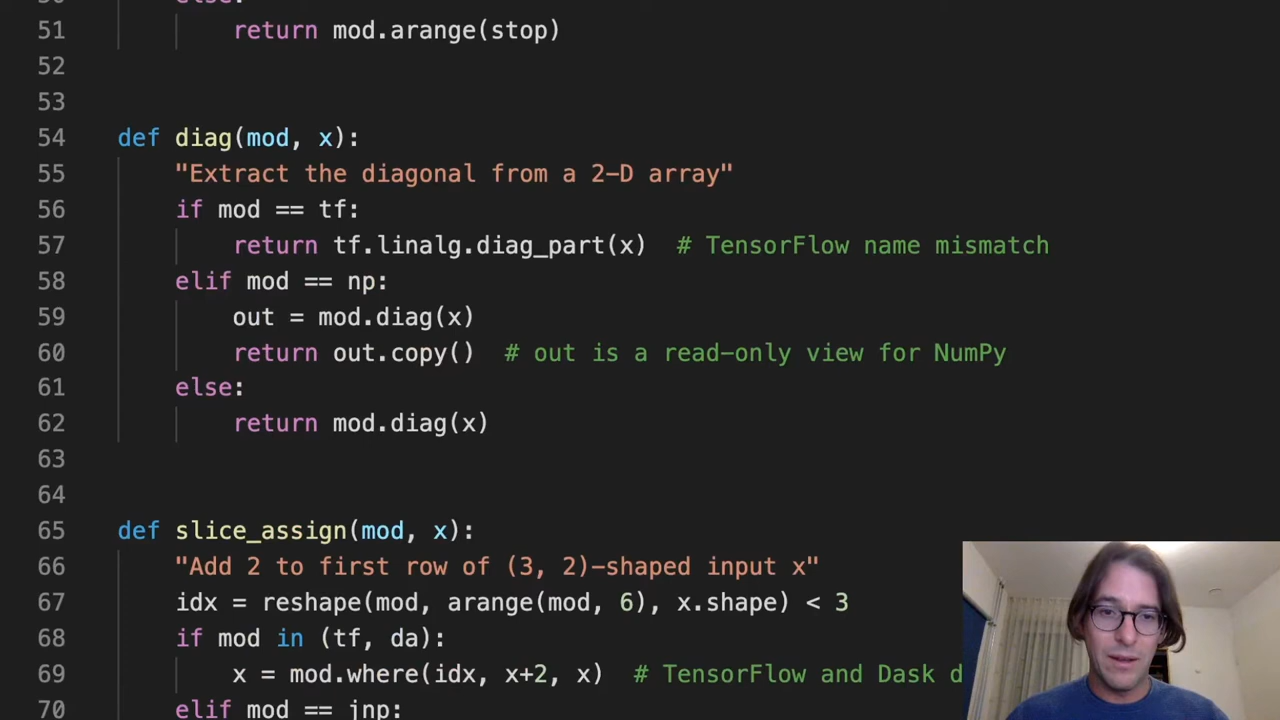 50 else:
51 return mod.arange(stop)
52
53
54 def diag(mod, x):
55 "Extract the diagonal from a 2-D array"
56 if mod == tf:
57 return tf.linalg.diag_part(x)  # TensorFlow name mismatch
58 elif mod == np:
59 out = mod.diag(x)
60 return out.copy()  # out is a read-only view for NumPy
61 else:
62 return mod.diag(x)
63
64
65 def slice_assign(mod, x):
66 "Add 2 to first row of (3, 2)-shaped input x"
67 idx = reshape(mod, arange(mod, 6), x.shape) < 3
68 if mod in (tf, da):
69 x = mod.where(idx, x+2, x)  # TensorFlow and Dask d
70 elif mod == jnp: